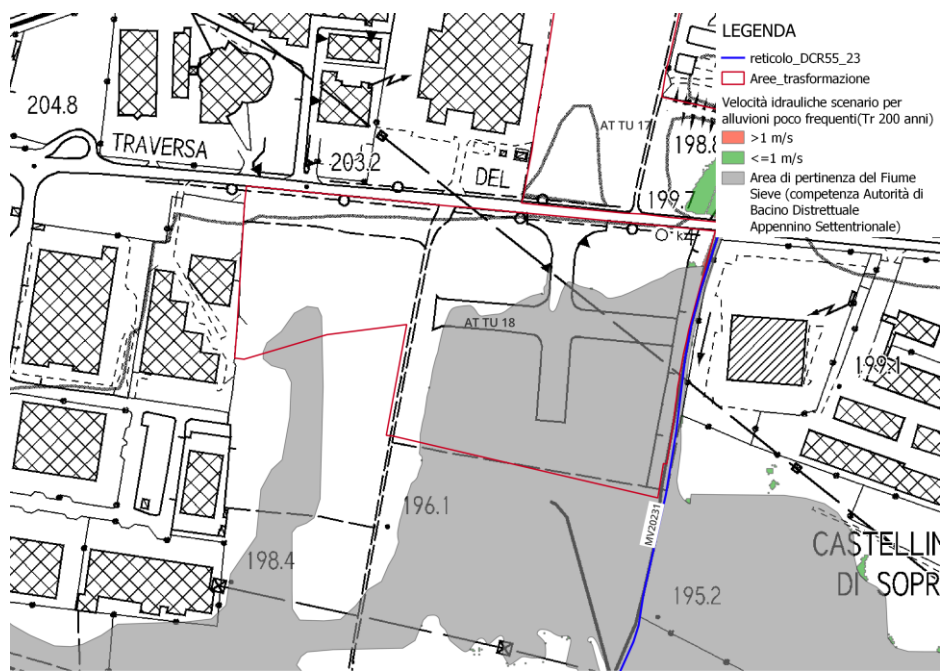 LEGENDA
reticolo_DCR55_23
Aree_trasformazione
Velocità idrauliche scenario per
alluvioni poco frequenti(Tr 200 anni)
>1 m/s
<=1 m/s
Area di pertinenza del Fiume
Sieve (competenza Autorità di
Bacino Distrettuale
Appennino Settentrionale)
204.8
TRAVERSA
203.2
DEL
AT TU 17
198.8
199.7
AT TU 18
199.1
196.1
198.4
MV20231
195.2
CASTELLIN
DI SOPR